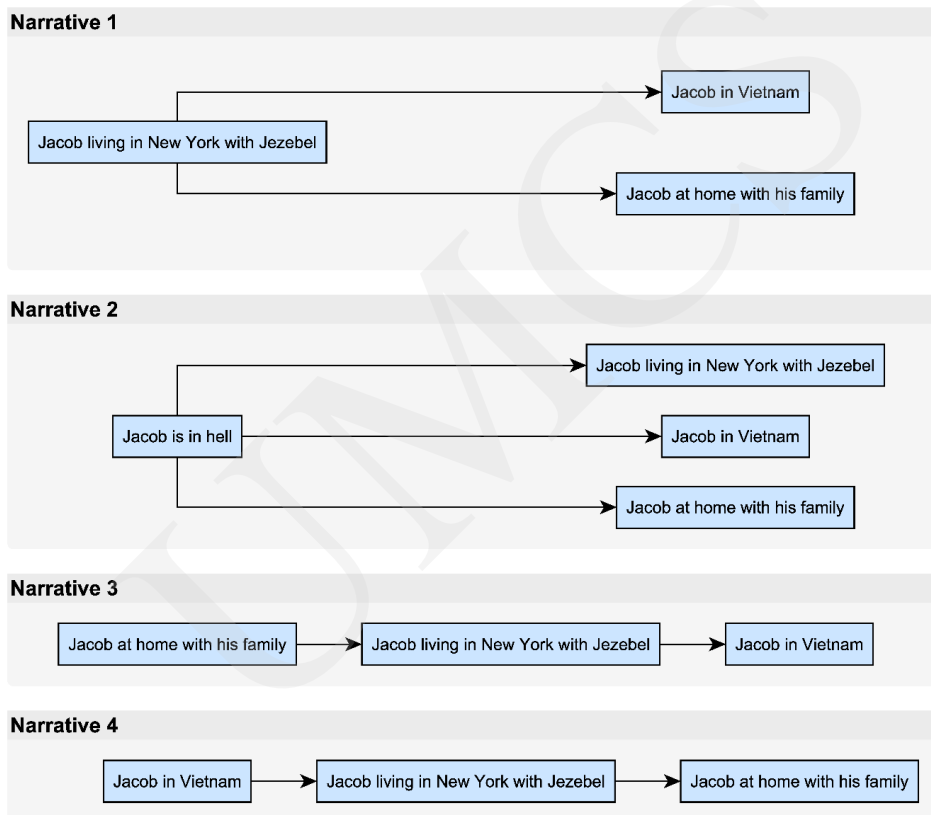 Narrative 1
Jacob in Vietnam
Jacob living in New York with Jezebel
Jacob at home with his family
Narrative 2
Jacob living in New York with Jezebel
Jacob is in hell
Jacob in Vietnam
Jacob at home with his family
Narrative 3
Jacob at home with his family
Jacob living in New York with Jezebel
Jacob in Vietnam
Narrative 4
Jacob in Vietnam
Jacob living in New York with Jezebel
Jacob at home with his family
UMCS